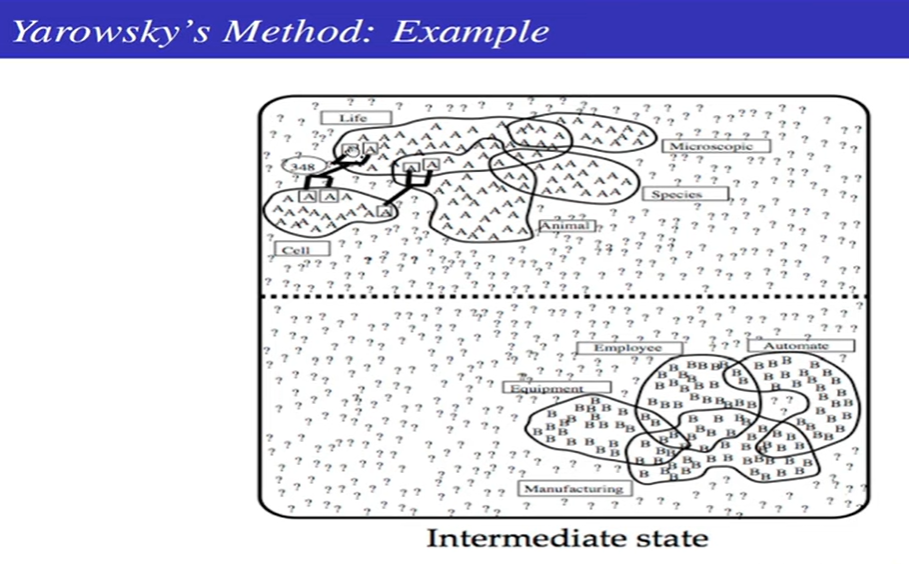 Yarowsky's Method: Example
Life
Microscopic
348
Species
Animal
Cell
Employee
Automate
Equipment
Manufacturing
Intermediate state